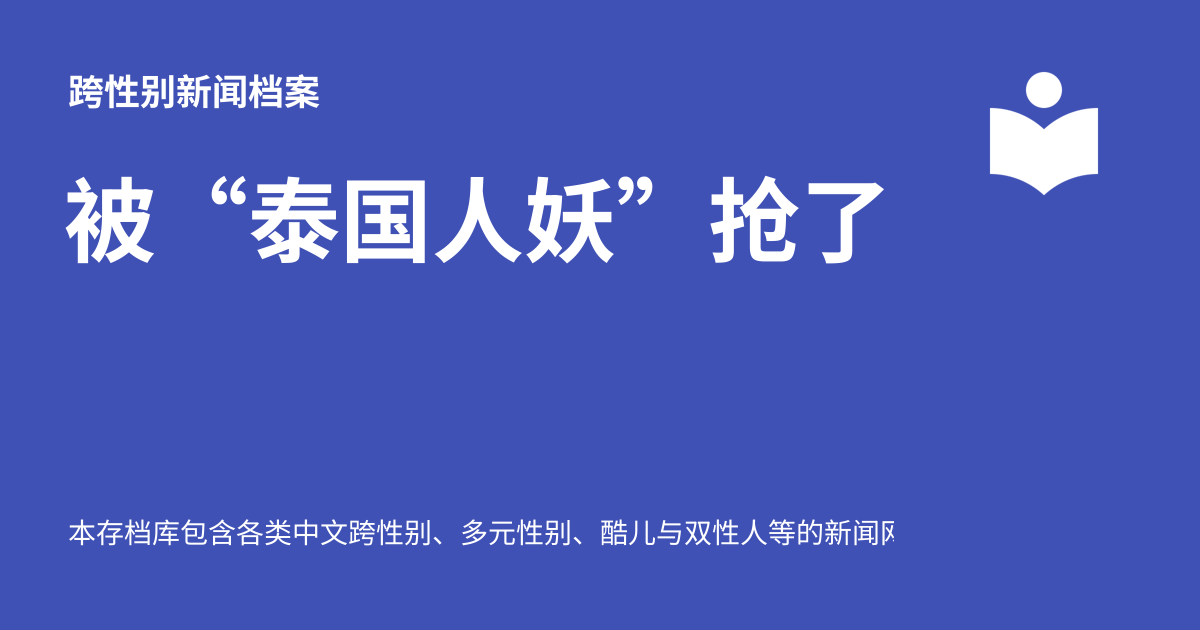 跨性别新闻档案
被“泰国人妖”抢了
本存档库包含各类中文跨性别、多元性别、酷儿与双性人等的新闻